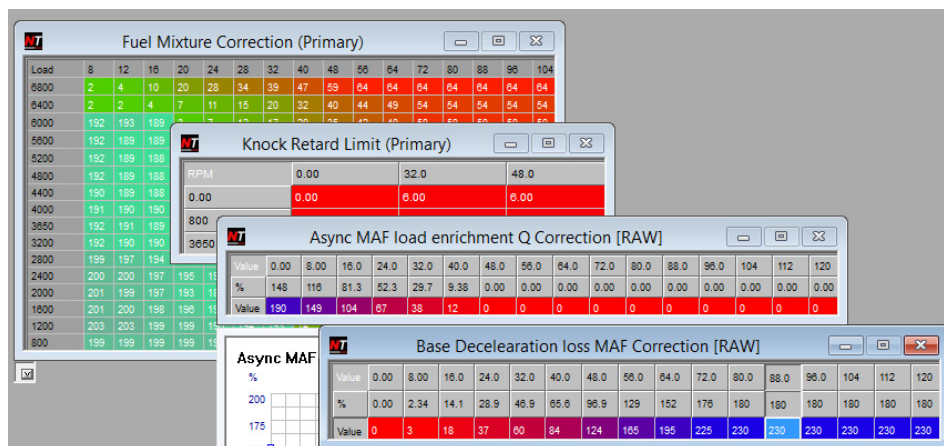 NT Fuel Mixture Correction (Primary)
Load 8 12 16 20 24 28 32 40 48 56 64 72 80 88 96 104
6800 2 4 10 20 28 34 39 47 59 64 64 64 64 64 64 64
6400 2 2 4 7 11 15 20 32 40 44 49 54 54 54 54 54
6000 192 193 189
5600 192 189 189
5200 192 189 188
4800 192 189 188
4400 190 189 188
4000 191 190 190
3650 192 191 189
3200 192 190 190
2800 199 197 194
2400 200 200 197 195
2000 201 199 197 193
1600 201 200 198 196
1200 203 203 199 199
800 199 199 199 199
NT Knock Retard Limit (Primary)
RPM 0.00 32.0 48.0
0.00 0.00 6.00 6.00
800
3650
NT Async MAF load enrichment Q Correction [RAW]
Value 0.00 8.00 16.0 24.0 32.0 40.0 48.0 56.0 64.0 72.0 80.0 88.0 96.0 104 112 120
% 148 116 81.3 52.3 29.7 9.38 0.00 0.00 0.00 0.00 0.00 0.00 0.00 0.00 0.00 0.00
Value 190 149 104 67 38 12 0 0 0 0 0 0 0 0 0 0
Async MAF
%
200
175
NT Base Decelearation loss MAF Correction [RAW]
Value 0.00 8.00 16.0 24.0 32.0 40.0 48.0 56.0 64.0 72.0 80.0 88.0 96.0 104 112 120
% 0.00 2.34 14.1 28.9 46.9 65.6 96.9 129 152 176 180 180 180 180 180 180
Value 0 3 18 37 60 84 124 165 195 225 230 230 230 230 230 230